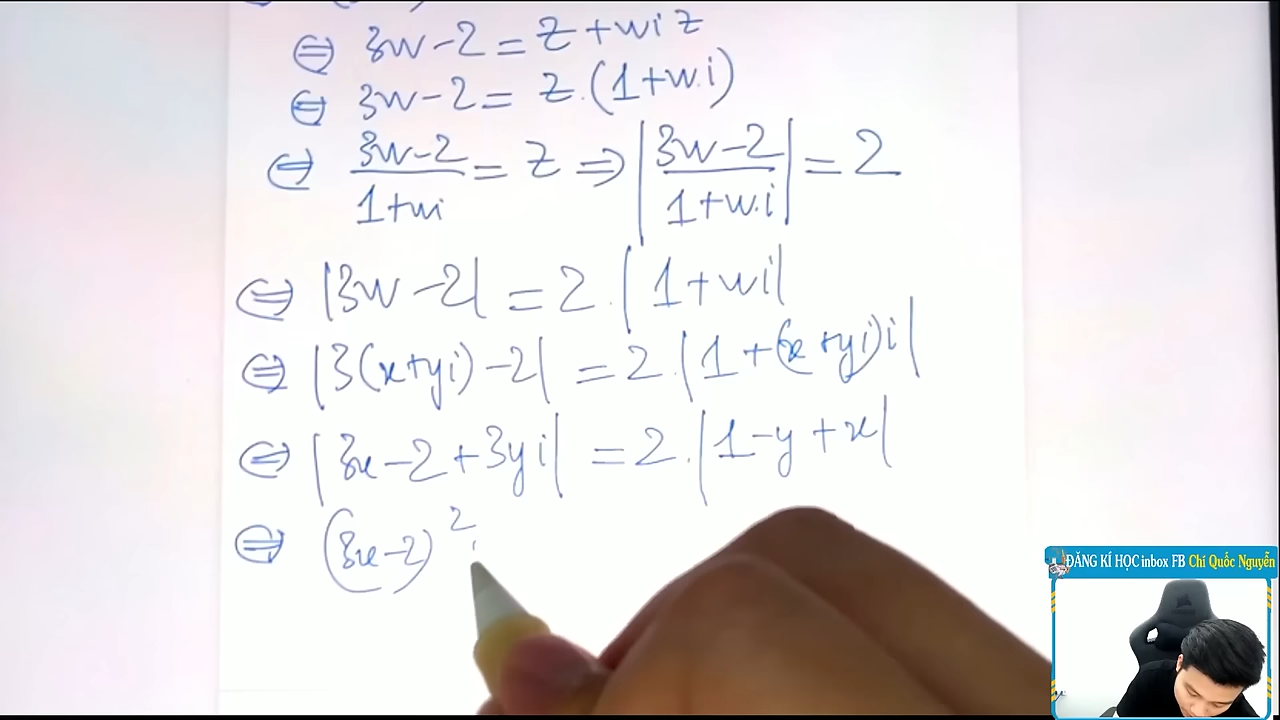 ⇔ 3w-2 = z + wi z
⇔ 3w-2 = z.(1+w.i)
⇔ 3w-2 / 1+wi = z ⇒ |3w-2 / 1+w.i| = 2
⇔ |3w-2| = 2.|1+wi|
⇔ |3(x+yi)-2| = 2.|1+(x+yi)i|
⇔ |3x-2+3yi| = 2.|1-y+x|
⇔ (3x-2)²
ĐĂNG KÍ HỌC inbox FB Chí Quốc Nguyễn